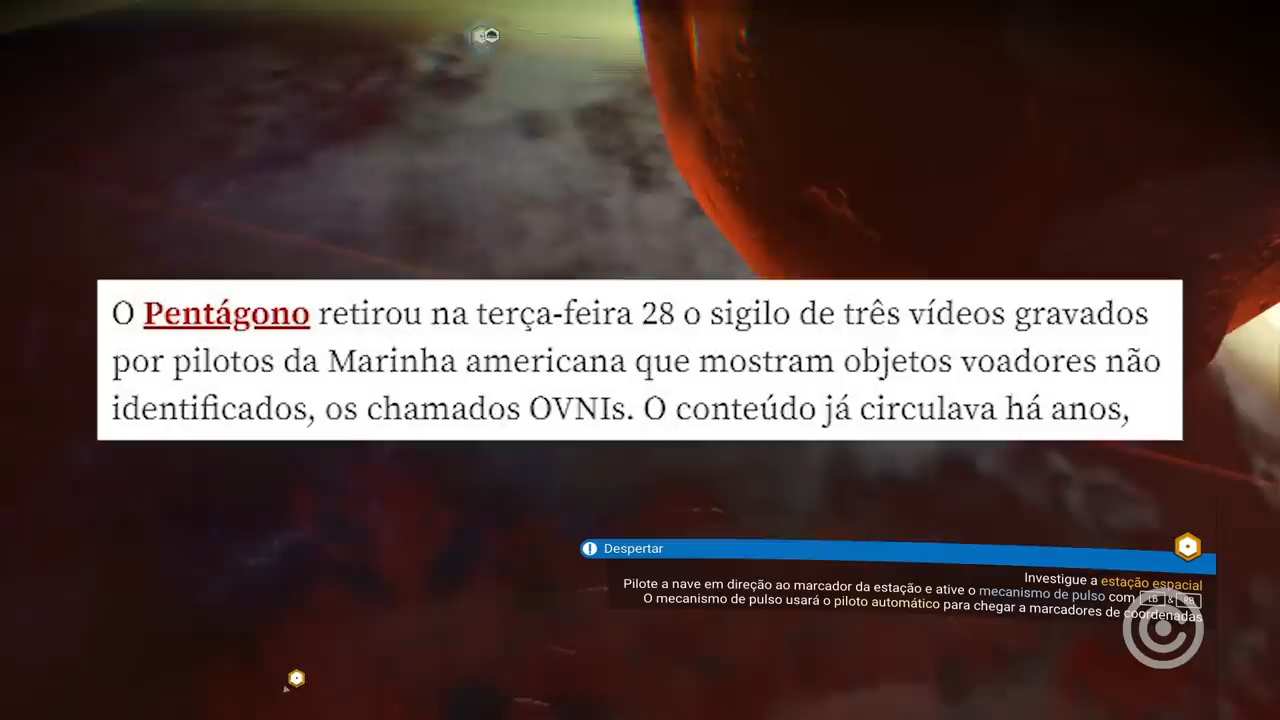 O Pentágono retirou na terça-feira 28 o sigilo de três vídeos gravados
por pilotos da Marinha americana que mostram objetos voadores não
identificados, os chamados OVNIs. O conteúdo já circulava há anos,
Despertar
Investigue a estação espacial
Pilote a nave em direção ao marcador da estação e ative o mecanismo de pulso com LB & RB
O mecanismo de pulso usará o piloto automático para chegar a marcadores de coordenadas